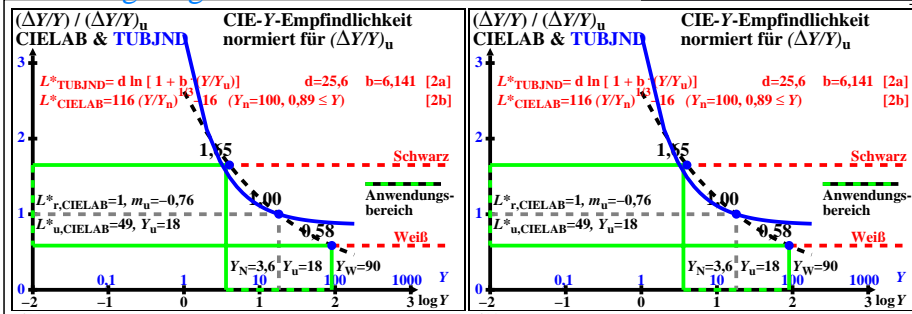 (ΔY/Y) / (ΔY/Y)u
CIE-Y-Empfindlichkeit
CIELAB & TUBJND
normiert für (ΔY/Y)u
3
L*TUBJND= d ln [ 1 + b (Y/Yu)] d=25,6 b=6,141 [2a]
L*CIELAB=116 (Y/Yn)1/3–16 (Yn=100, 0,89 ≤ Y) [2b]
2
1,65
Schwarz
L*r,CIELAB=1, mu=–0,76
1,00
Anwendungs-
bereich
1
L*u,CIELAB=49, Yu=18
0,58
Weiß
YN=3,6 Yu=18 YW=90
0 0,1 1 10 100 1000 Y
–2 –1 0 1 2 3 log Y
(ΔY/Y) / (ΔY/Y)u
CIE-Y-Empfindlichkeit
CIELAB & TUBJND
normiert für (ΔY/Y)u
3
L*TUBJND= d ln [ 1 + b (Y/Yu)] d=25,6 b=6,141 [2a]
L*CIELAB=116 (Y/Yn)1/3–16 (Yn=100, 0,89 ≤ Y) [2b]
2
1,65
Schwarz
L*r,CIELAB=1, mu=–0,76
1,00
Anwendungs-
bereich
1
L*u,CIELAB=49, Yu=18
0,58
Weiß
YN=3,6 Yu=18 YW=90
0 0,1 1 10 100 1000 Y
–2 –1 0 1 2 3 log Y